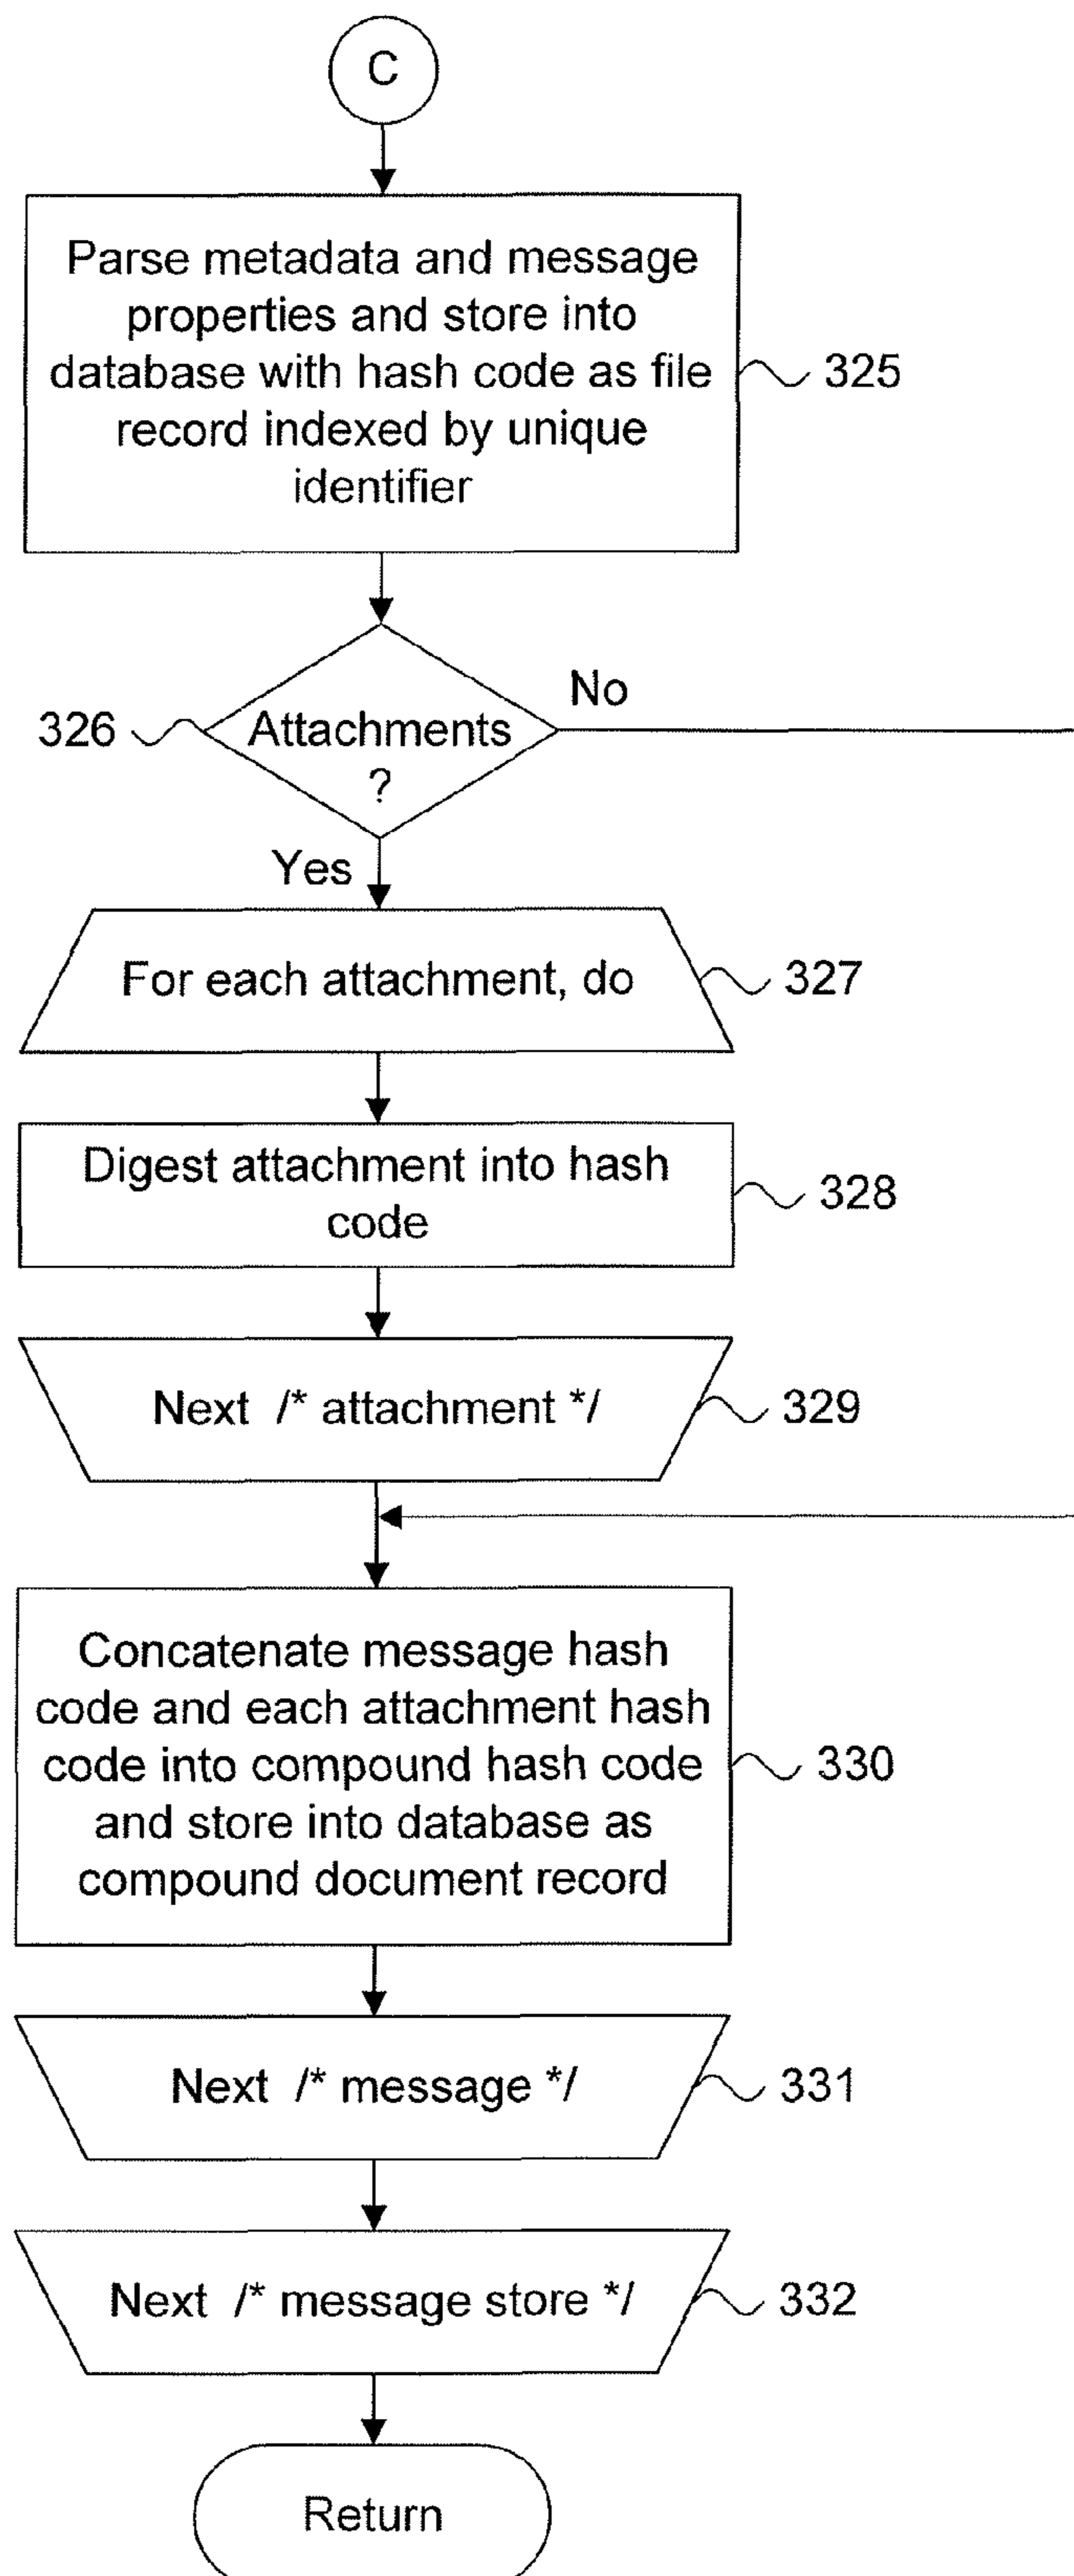 C
Parse metadata and message
properties and store into
database with hash code as file
record indexed by unique
identifier
325
No
326
Attachments
?
Yes
For each attachment, do
327
Digest attachment into hash
code
328
Next /* attachment */
329
Concatenate message hash
code and each attachment hash
code into compound hash code
and store into database as
compound document record
330
Next /* message */
331
Next /* message store */
332
Return